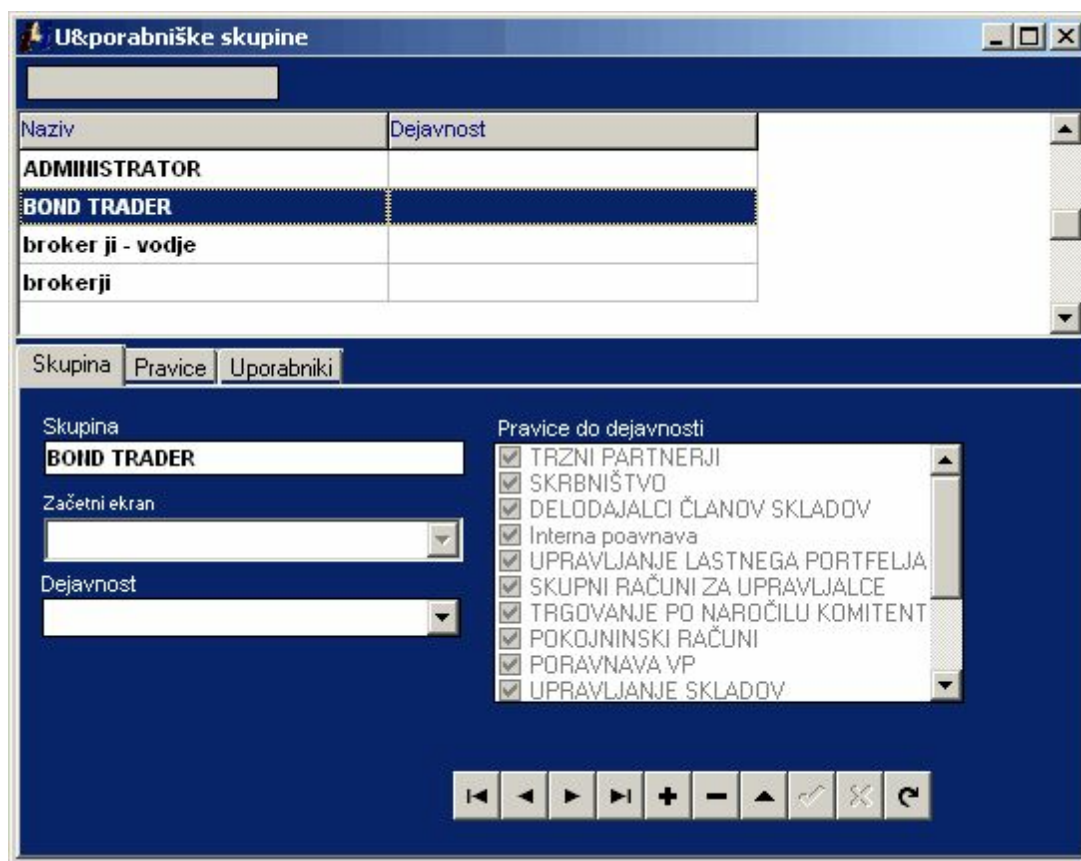 U&porabniške skupine
Naziv Dejavnost
ADMINISTRATOR
BOND TRADER
broker ji - vodje
brokerji
Skupina Pravice Uporabniki
Skupina
BOND TRADER
Začetni ekran
Dejavnost
Pravice do dejavnosti
TRZNI PARTNERJI
SKRBNIŠTVO
DELODAJALCI ČLANOV SKLADOV
Interna poavnava
UPRAVLJANJE LASTNEGA PORTFELJA
SKUPNI RAČUNI ZA UPRAVLJALCE
TRGOVANJE PO NAROČILU KOMITENT
POKOJNINSKI RAČUNI
PORAVNAVA VP
UPRAVLJANJE SKLADOV